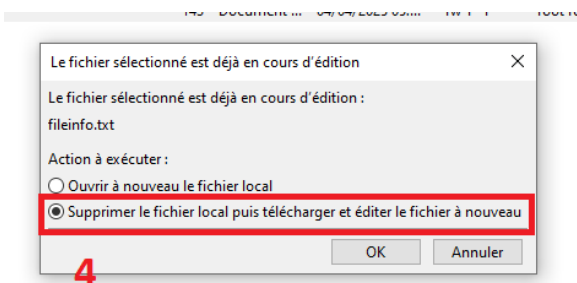 Le fichier sélectionné est déjà en cours d'édition
Le fichier sélectionné est déjà en cours d'édition :
fileinfo.txt
Action à exécuter :
Ouvrir à nouveau le fichier local
Supprimer le fichier local puis télécharger et éditer le fichier à nouveau
OK Annuler
4